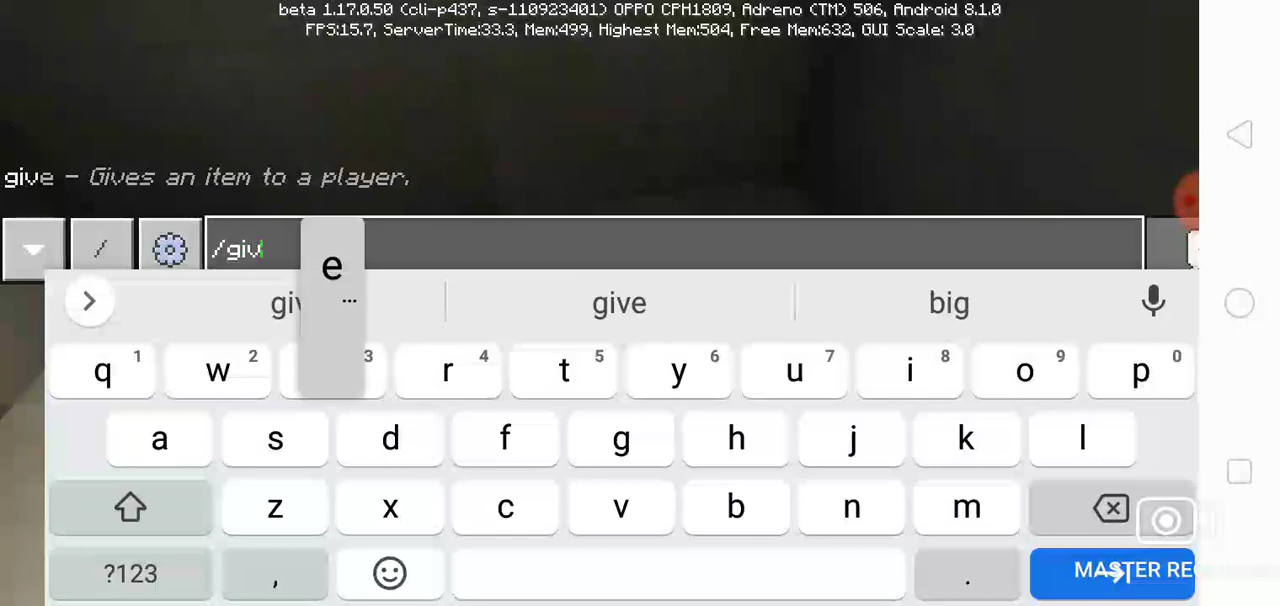 beta 1.17.0.50 (cli-p437, s-110923401) OPPO CPH1809, Adreno (TM) 506, Android 8.1.0
FPS:15.7, ServerTime:33.3, Mem:499, Highest Mem:504, Free Mem:632, GUI Scale: 3.0
give - Gives an item to a player.
/ /giv
e
...
giv give big
q 1 w 2 3 r 4 t 5 y 6 u 7 i 8 o 9 p 0
a s d f g h j k l
z x c v b n m
?123 , . MASTER REC